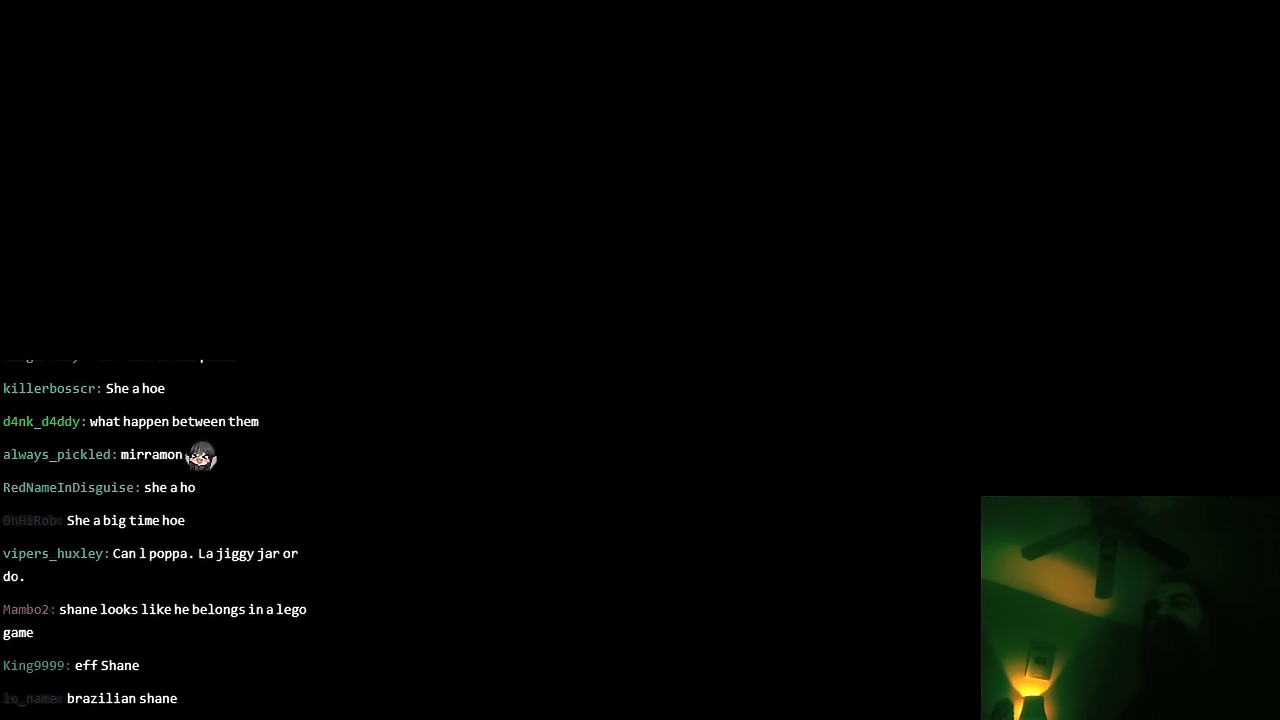 killerbosscr: She a hoe
d4nk_d4ddy: what happen between them
always_pickled: mirramon
RedNameInDisguise: she a ho
OhHiRob: She a big time hoe
vipers_huxley: Can l poppa. La jiggy jar or
do.
Mambo2: shane looks like he belongs in a lego
game
King9999: eff Shane
lo_name: brazilian shane